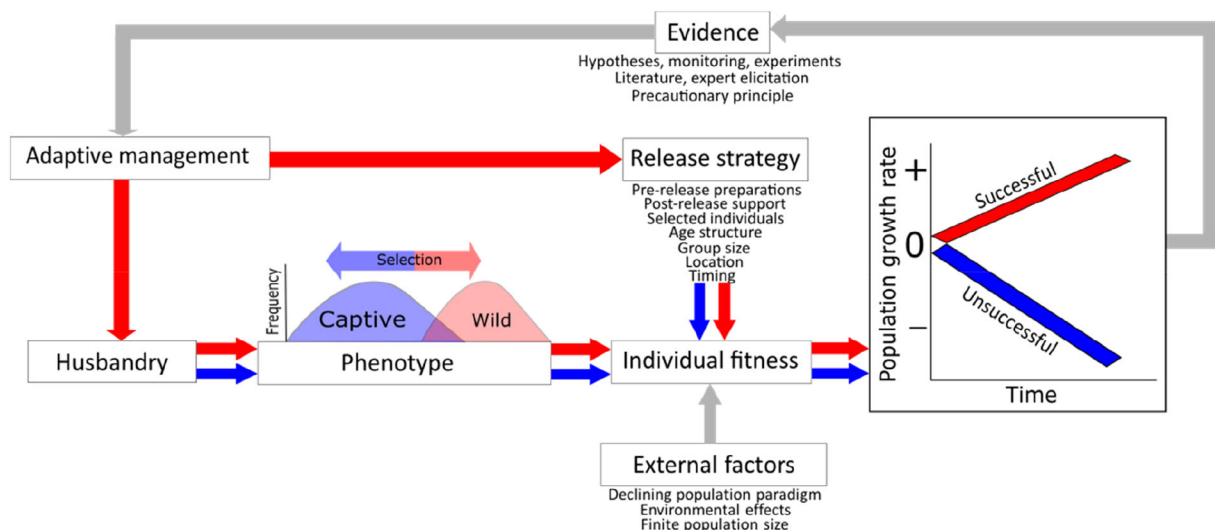 Evidence
Hypotheses, monitoring, experiments
Literature, expert elicitation
Precautionary principle
Adaptive management
Release strategy
Pre-release preparations
Post-release support
Selected individuals
Age structure
Group size
Location
Timing
Selection
Frequency
Captive
Wild
Husbandry
Phenotype
Individual fitness
External factors
Declining population paradigm
Environmental effects
Finite population size
Population growth rate
+
0
−
Successful
Unsuccessful
Time